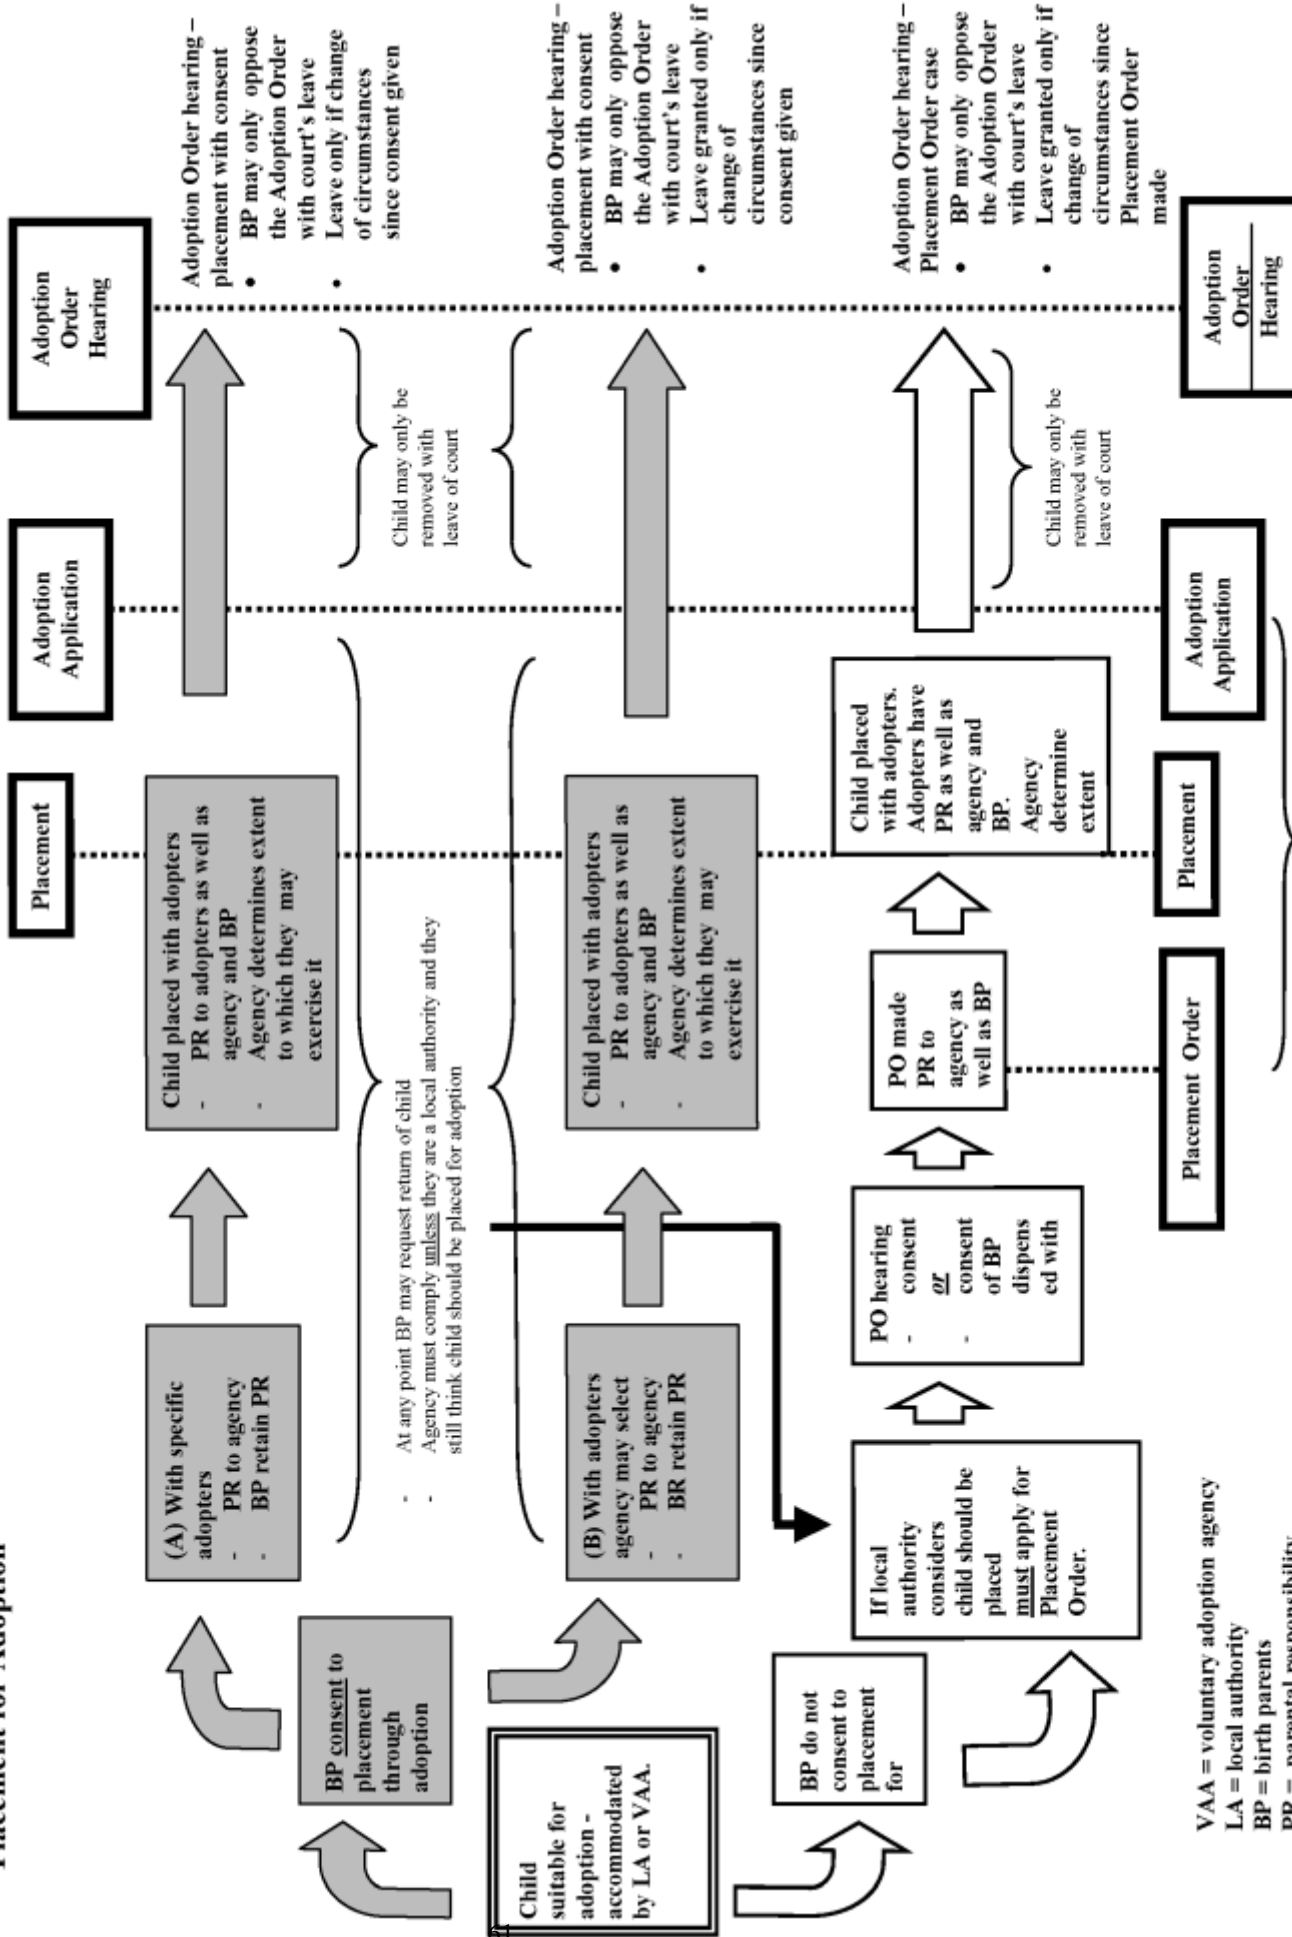 Placement for Adoption
Placement
Adoption
Application
Adoption
Order
Hearing
Child
suitable for
adoption -
accommodated
by LA or VAA.
BP consent to
placement
through
adoption
(A) With specific
adopters
- PR to agency
- BP retain PR
Child placed with adopters
- PR to adopters as well as
agency and BP
- Agency determines extent
to which they may
exercise it
Adoption Order hearing –
placement with consent
• BP may only oppose
the Adoption Order
with court's leave
• Leave only if change
of circumstances
since consent given
- At any point BP may request return of child
- Agency must comply unless they are a local authority and they
still think child should be placed for adoption
Child may only be
removed with
leave of court
(B) With adopters
agency may select
- PR to agency
- BR retain PR
Child placed with adopters
- PR to adopters as well as
agency and BP
- Agency determines extent
to which they may
exercise it
Adoption Order hearing –
placement with consent
• BP may only oppose
the Adoption Order
with court's leave
• Leave granted only if
change of
circumstances since
consent given
BP do not
consent to
placement
for
If local
authority
considers
child should be
placed
must apply for
Placement
Order.
PO hearing
- consent
or
- consent
of BP
dispens
ed with
PO made
PR to
agency as
well as BP
Child placed
with adopters.
Adopters have
PR as well as
agency and
BP.
Agency
determine
extent
Child may only be
removed with
leave of court
Adoption Order hearing –
Placement Order case
• BP may only oppose
the Adoption Order
with court's leave
• Leave granted only if
change of
circumstances since
Placement Order
made
Placement Order
Placement
Adoption
Application
Adoption
Order
Hearing
VAA = voluntary adoption agency
LA = local authority
BP = birth parents
PR = parental responsibility
61